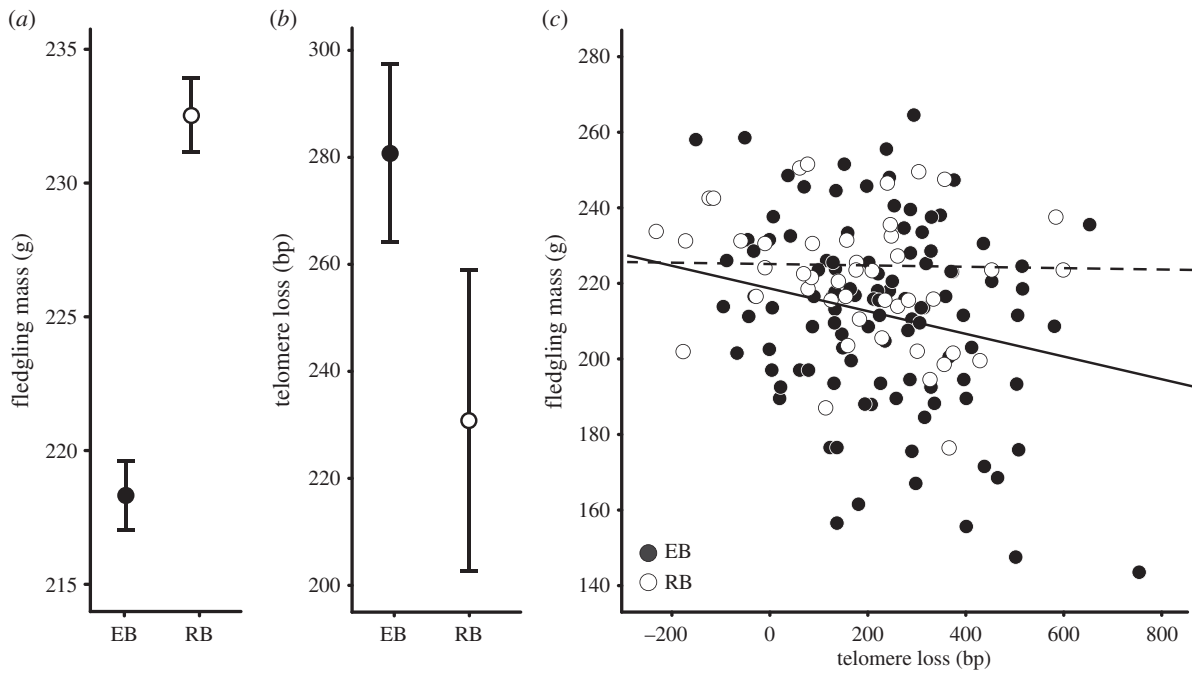 (a)
fledgling mass (g)
235
230
225
220
215
EB RB
(b)
telomere loss (bp)
300
280
260
240
220
200
EB RB
(c)
fledgling mass (g)
280
260
240
220
200
180
160
140
EB
RB
–200 0 200 400 600 800
telomere loss (bp)